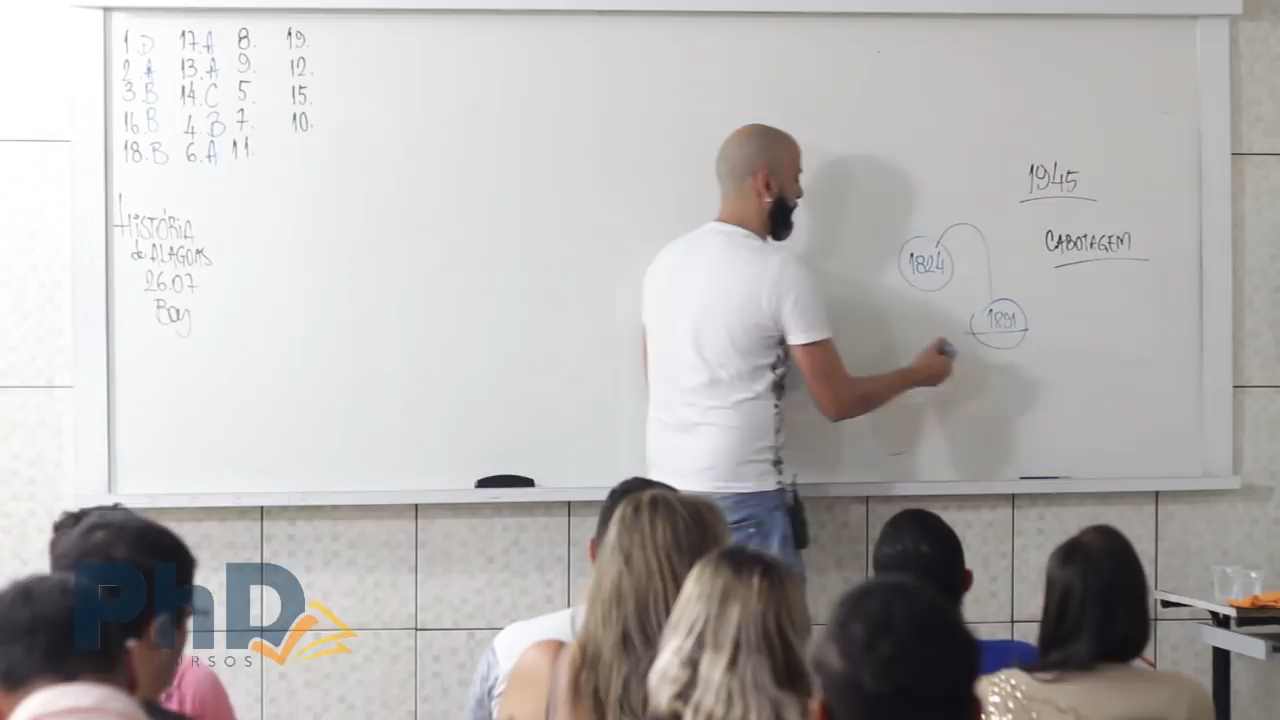 1. D 17. A 8. 19.
2. A 13. A 9. 12.
3 B 14. C 5. 15.
16. B 4. B 7. 10.
18. B 6. A 11.
HISTÓRIA
de ALAGOAS
26.07
Boy
1945
CABOTAGEM
1824
1891
PhD
CURSOS